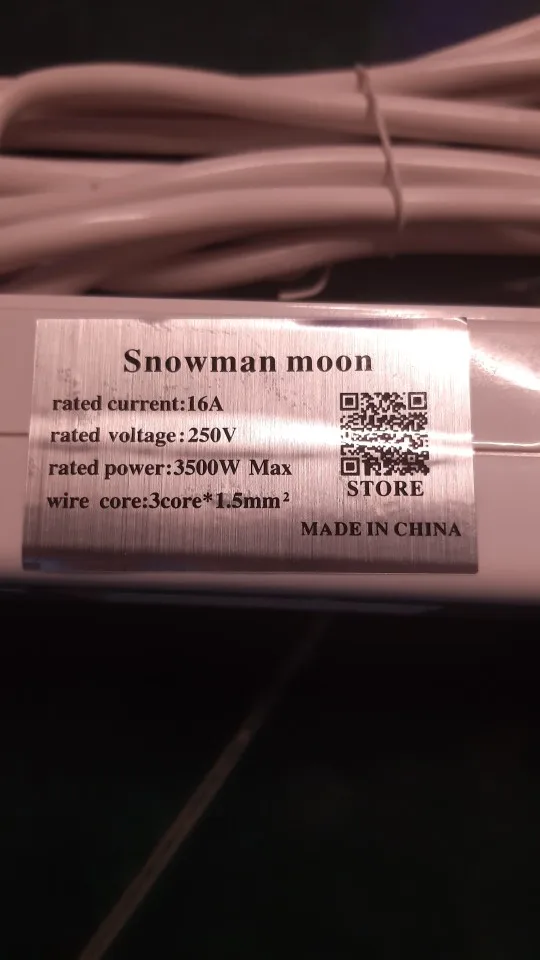 Snowman moon
rated current:16A
rated voltage:250V
rated power:3500W Max
wire core:3core*1.5mm²
STORE
MADE IN CHINA